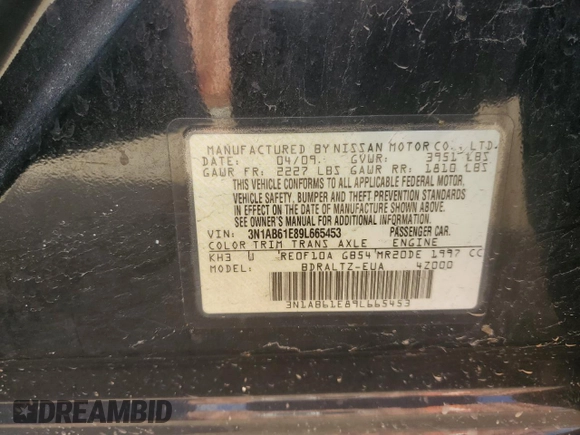 MANUFACTURED BY NISSAN MOTOR CO., LTD.
DATE: 04/09 GVWR: 3951 LBS
GAWR FR: 2227 LBS GAWR RR: 1810 LBS
THIS VEHICLE CONFORMS TO ALL APPLICABLE FEDERAL MOTOR
VEHICLE SAFETY, BUMPER AND THEFT PREVENTION STANDARDS
IN EFFECT ON THE DATE OF MANUFACTURE SHOWN ABOVE.
SEE OWNER'S MANUAL FOR ADDITIONAL INFORMATION.
VIN: 3N1AB61E89L665453 PASSENGER CAR.
COLOR TRIM TRANS AXLE ENGINE
KH3 W RE0F10A GB54 MR20DE 1997 CC
MODEL: BDRALTZ-EUA 42000
3N1AB61E89L665453
DREAMBID